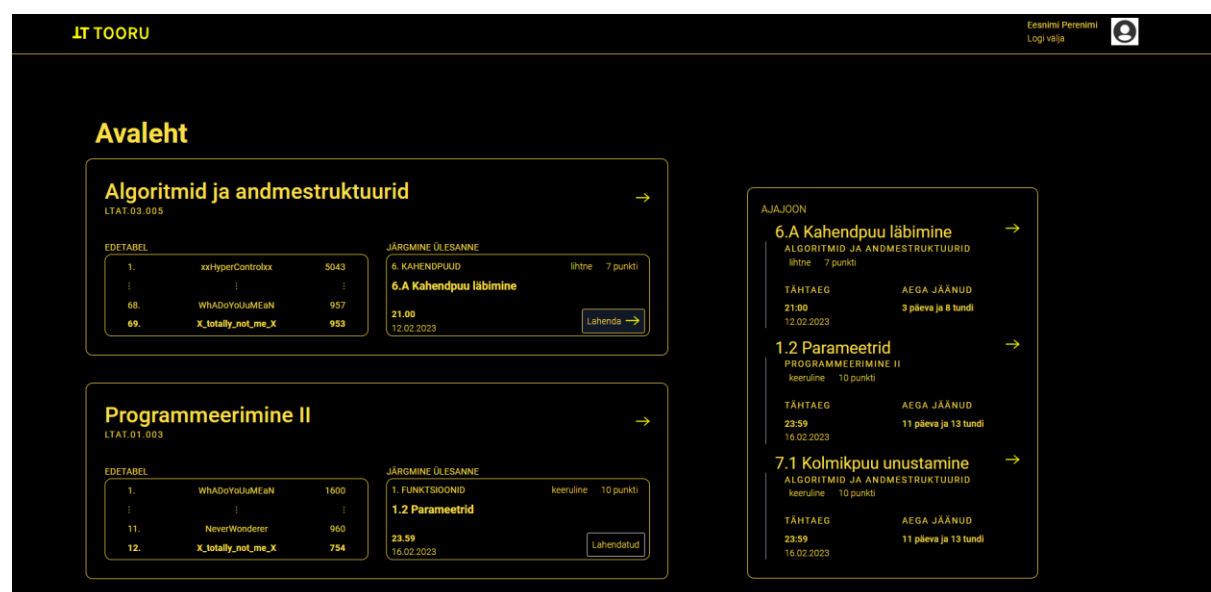 TOORU
Eesnimi Perenimi
Logi välja
Avaleht
Algoritmid ja andmestruktuurid
LTAT.03.005
EDETABEL
1. xxHyperControlxx 5043
⋮ ⋮ ⋮
68. WhADoYoUuMEaN 957
69. X_totally_not_me_X 953
JÄRGMINE ÜLESANNE
6. KAHENDPUUD lihtne 7 punkti
6.A Kahendpuu läbimine
21.00
12.02.2023
Lahenda →
Programmeerimine II
LTAT.01.003
EDETABEL
1. WhADoYoUuMEaN 1600
⋮ ⋮ ⋮
11. NeverWonderer 960
12. X_totally_not_me_X 754
JÄRGMINE ÜLESANNE
1. FUNKTSIOONID keeruline 10 punkti
1.2 Parameetrid
23.59
16.02.2023
Lahendatud
AJAJOON
6.A Kahendpuu läbimine
ALGORITMID JA ANDMESTRUKTUURID
lihtne 7 punkti
TÄHTAEG AEGA JÄÄNUD
21:00 3 päeva ja 8 tundi
12.02.2023
1.2 Parameetrid
PROGRAMMEERIMINE II
keeruline 10 punkti
TÄHTAEG AEGA JÄÄNUD
23:59 11 päeva ja 13 tundi
16.02.2023
7.1 Kolmikpuu unustamine
ALGORITMID JA ANDMESTRUKTUURID
keeruline 10 punkti
TÄHTAEG AEGA JÄÄNUD
23:59 11 päeva ja 13 tundi
16.02.2023